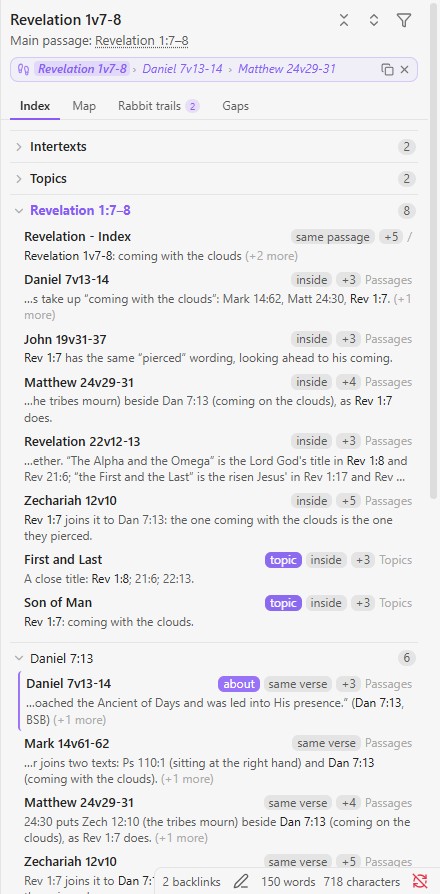 Revelation 1v7-8
Main passage: Revelation 1:7–8
Revelation 1v7-8 › Daniel 7v13-14 › Matthew 24v29-31
Index Map Rabbit trails 2 Gaps
Intertexts 2
Topics 2
Revelation 1:7–8 8
Revelation - Index same passage +5 /
Revelation 1v7-8: coming with the clouds (+2 more)
Daniel 7v13-14 inside +3 Passages
...s take up “coming with the clouds”: Mark 14:62, Matt 24:30, Rev 1:7. (+1
more)
John 19v31-37 inside +3 Passages
Rev 1:7 has the same “pierced” wording, looking ahead to his coming.
Matthew 24v29-31 inside +4 Passages
...he tribes mourn) beside Dan 7:13 (coming on the clouds), as Rev 1:7
does.
Revelation 22v12-13 inside +3 Passages
...ether. “The Alpha and the Omega” is the Lord God's title in Rev 1:8 and
Rev 21:6; “the First and the Last” is the risen Jesus' in Rev 1:17 and Rev ...
Zechariah 12v10 inside +5 Passages
Rev 1:7 joins it to Dan 7:13: the one coming with the clouds is the one
they pierced.
First and Last topic inside +3 Topics
A close title: Rev 1:8; 21:6; 22:13.
Son of Man topic inside +3 Topics
Rev 1:7: coming with the clouds.
Daniel 7:13 6
Daniel 7v13-14 about same verse +3 Passages
...oached the Ancient of Days and was led into His presence.” (Dan 7:13,
BSB) (+1 more)
Mark 14v61-62 same verse Passages
...r joins two texts: Ps 110:1 (sitting at the right hand) and Dan 7:13
(coming with the clouds). (+1 more)
Matthew 24v29-31 same verse +4 Passages
24:30 puts Zech 12:10 (the tribes mourn) beside Dan 7:13 (coming on the
clouds), as Rev 1:7 does. (+1 more)
Zechariah 12v10 same verse +5 Passages
Rev 1:7 joins it to Dan 7:1
2 backlinks 150 words 718 characters